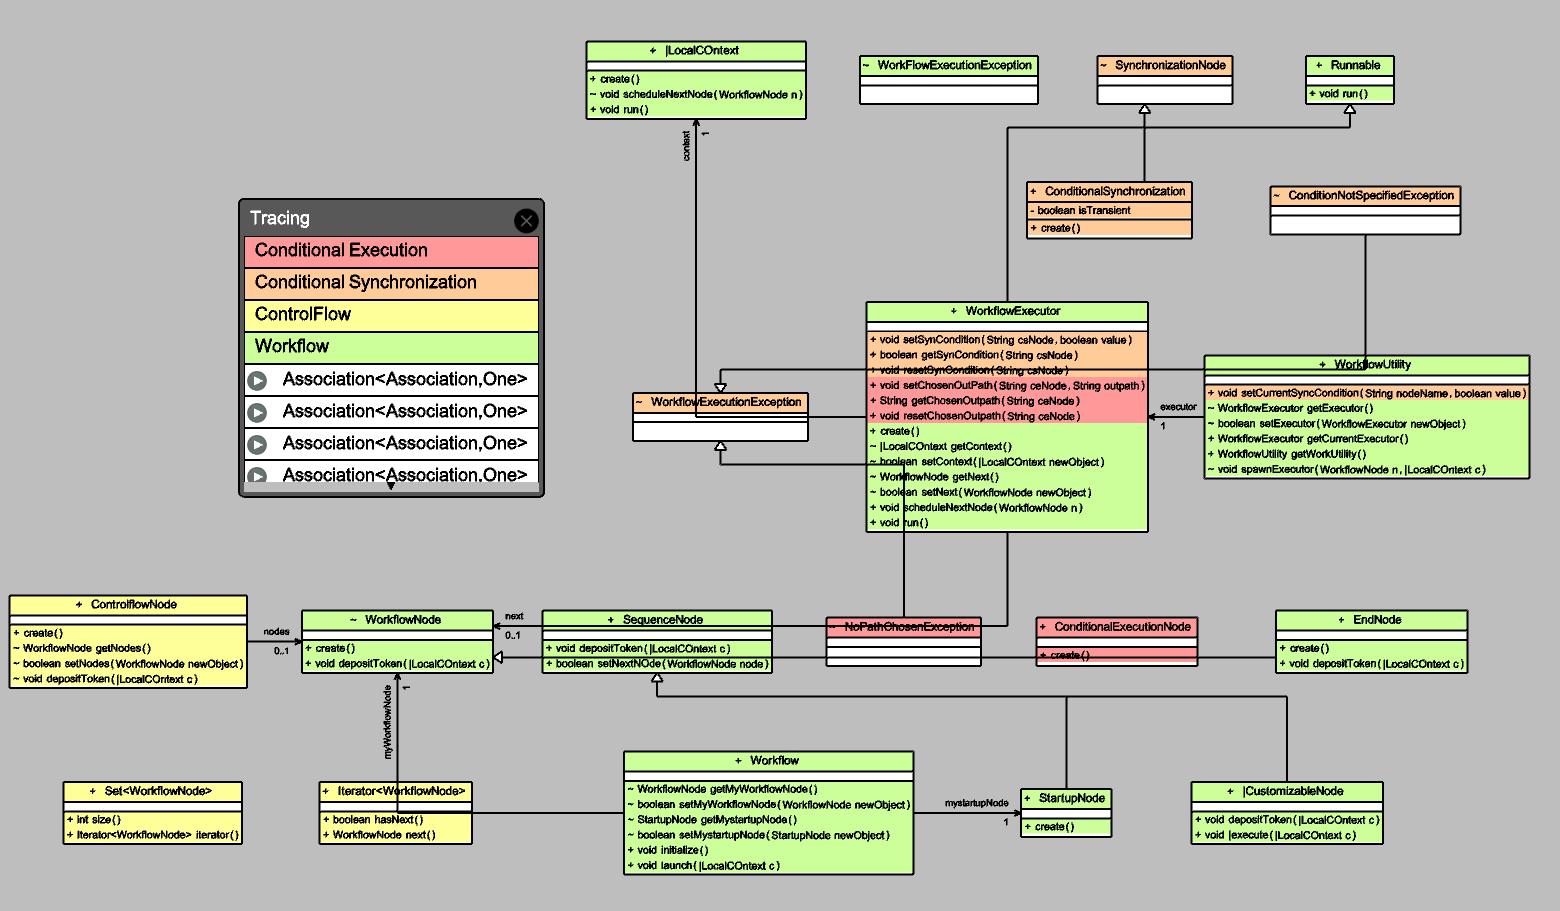 + |LocalCOntext
+ create()
~ void scheduleNextNode(WorkflowNode n)
+ void run()
~ WorkFlowExecutionException
~ SynchronizationNode
+ Runnable
+ void run()
context
1
+ ConditionalSynchronization
- boolean isTransient
+ create()
~ ConditionNotSpecifiedException
Tracing
Conditional Execution
Conditional Synchronization
ControlFlow
Workflow
Association<Association,One>
Association<Association,One>
Association<Association,One>
Association<Association,One>
+ WorkflowExecutor
+ void setSynCondition(String csNode, boolean value)
+ boolean getSynCondition(String csNode)
+ void resetSynCondition(String csNode)
+ void setChosenOutPath(String ceNode, String outpath)
+ String getChosenOutpath(String ceNode)
+ void resetChosenOutpath(String ceNode)
+ create()
~ |LocalCOntext getContext()
~ boolean setContext(|LocalCOntext newObject)
~ WorkflowNode getNext()
~ boolean setNext(WorkflowNode newObject)
+ void scheduleNextNode(WorkflowNode n)
+ void run()
~ WorkflowExecutionException
executor
1
+ WorkflowUtility
+ void setCurrentSyncCondition(String nodeName, boolean value)
~ WorkflowExecutor getExecutor()
~ boolean setExecutor(WorkflowExecutor newObject)
+ WorkflowExecutor getCurrentExecutor()
+ WorkflowUtility getWorkUtility()
~ void spawnExecutor(WorkflowNode n, |LocalCOntext c)
+ ControlflowNode
+ create()
~ WorkflowNode getNodes()
~ boolean setNodes(WorkflowNode newObject)
~ void depositToken(|LocalCOntext c)
nodes
0..1
~ WorkflowNode
+ create()
+ void depositToken(|LocalCOntext c)
next
0..1
+ SequenceNode
+ void depositToken(|LocalCOntext c)
+ boolean setNextNOde(WorkflowNode node)
~ NoPathChosenException
+ ConditionalExecutionNode
+ create()
+ EndNode
+ create()
+ void depositToken(|LocalCOntext c)
myWorkflowNode
1
+ Set<WorkflowNode>
+ int size()
+ Iterator<WorkflowNode> iterator()
+ Iterator<WorkflowNode>
+ boolean hasNext()
+ WorkflowNode next()
+ Workflow
~ WorkflowNode getMyWorkflowNode()
~ boolean setMyWorkflowNode(WorkflowNode newObject)
~ StartupNode getMystartupNode()
~ boolean setMystartupNode(StartupNode newObject)
+ void initialize()
+ void launch(|LocalCOntext c)
mystartupNode
1
+ StartupNode
+ create()
+ |CustomizableNode
+ void depositToken(|LocalCOntext c)
+ void |execute(|LocalCOntext c)